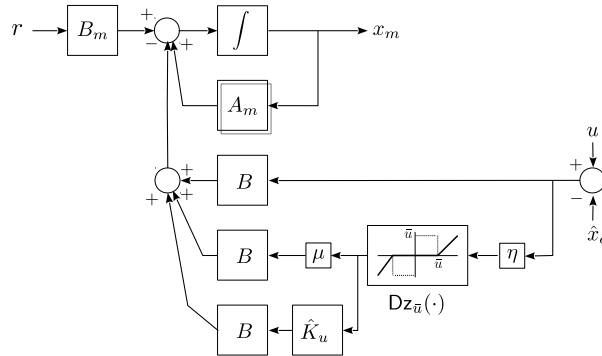 r
B_m
+
−
+
∫
x_m
A_m
u
+
−
+
+
+
B
x̂
ū
ū
B
μ
η
Dz_ū(·)
B
K̂_u